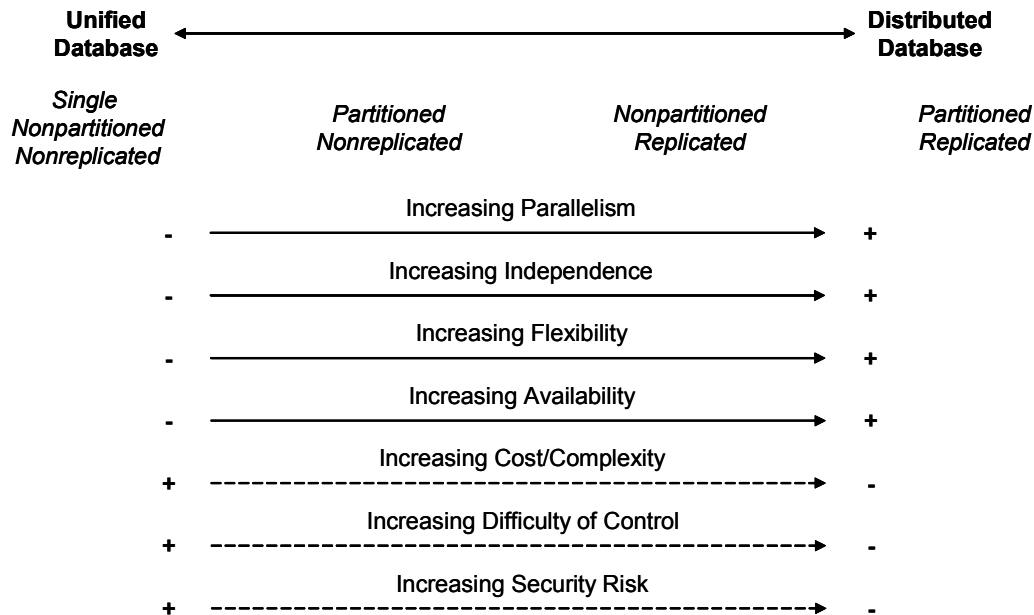 Unified
Database
Distributed
Database
Single
Nonpartitioned
Nonreplicated
Partitioned
Nonreplicated
Nonpartitioned
Replicated
Partitioned
Replicated
Increasing Parallelism
- +
Increasing Independence
- +
Increasing Flexibility
- +
Increasing Availability
- +
Increasing Cost/Complexity
+ -
Increasing Difficulty of Control
+ -
Increasing Security Risk
+ -